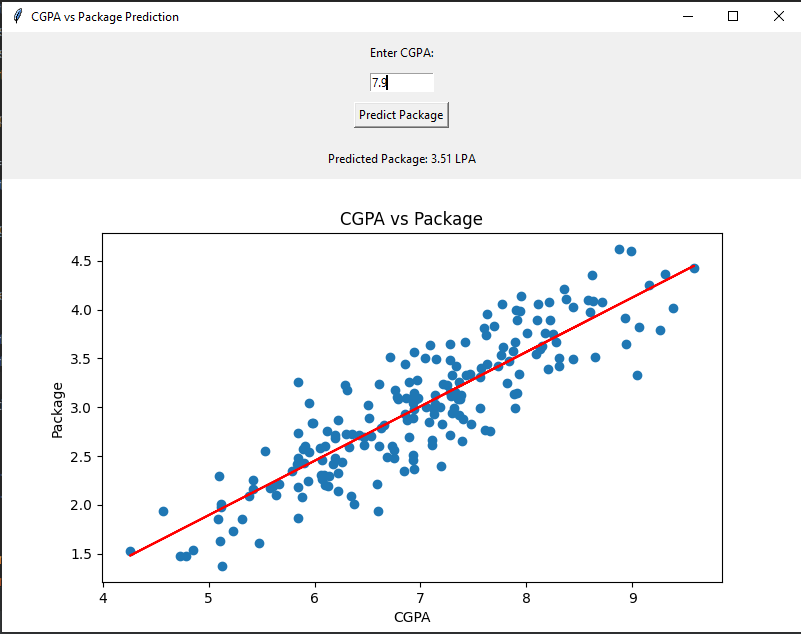 CGPA vs Package Prediction
Enter CGPA:
7.9
Predict Package
Predicted Package: 3.51 LPA
CGPA vs Package
4.5
4.0
3.5
3.0
2.5
2.0
1.5
Package
4 5 6 7 8 9
CGPA